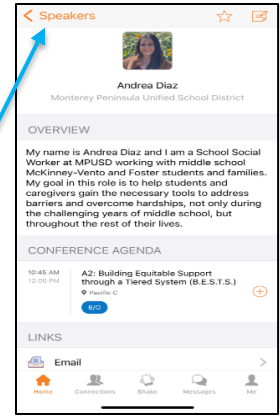 Speakers
Andrea Diaz
Monterey Peninsula Unified School District
OVERVIEW
My name is Andrea Diaz and I am a School Social
Worker at MPUSD working with middle school
McKinney-Vento and Foster students and families.
My goal in this role is to help students and
caregivers gain the necessary tools to address
barriers and overcome hardships, not only during
the challenging years of middle school, but
throughout the rest of their lives.
CONFERENCE AGENDA
10:45 AM
12:00 PM
A2: Building Equitable Support
through a Tiered System (B.E.S.T.S.)
Pacific C
B/O
LINKS
Email
Home
Connections
Shake
Messages
Me